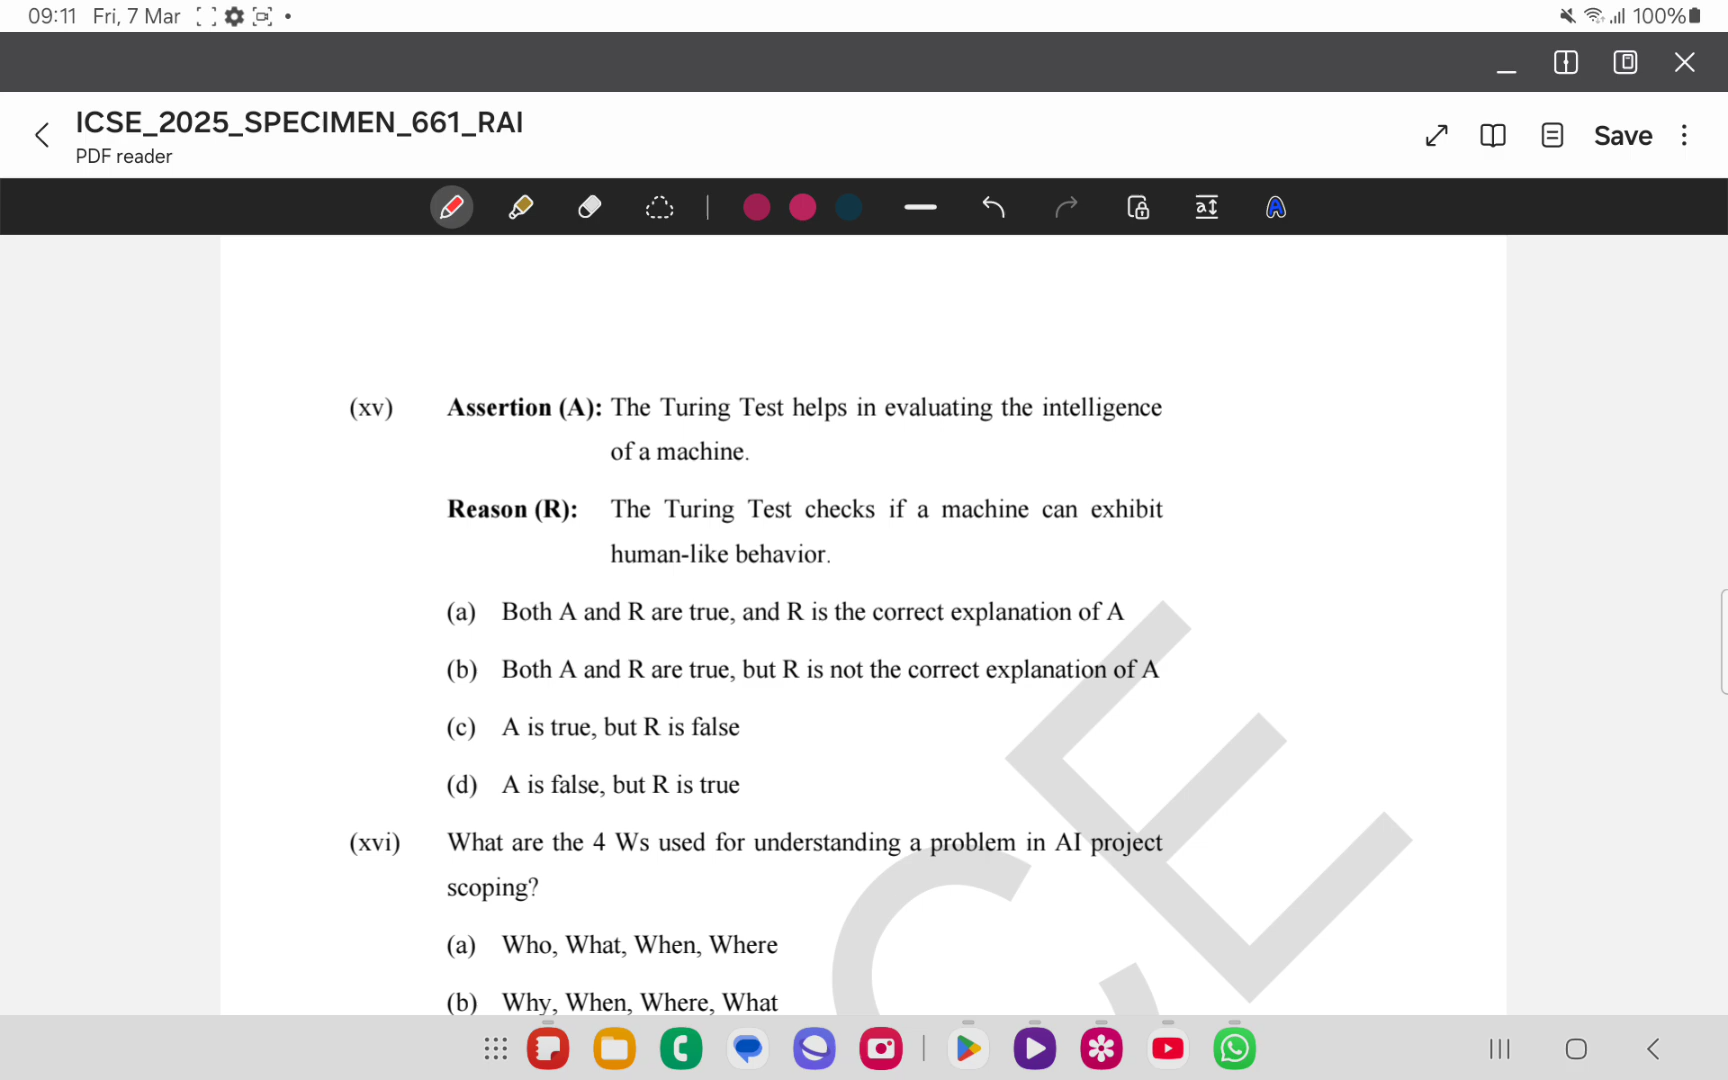 09:11 Fri, 7 Mar
100%
ICSE_2025_SPECIMEN_661_RAI
PDF reader
Save
(xv) Assertion (A): The Turing Test helps in evaluating the intelligence
of a machine.
Reason (R): The Turing Test checks if a machine can exhibit
human-like behavior.
(a) Both A and R are true, and R is the correct explanation of A
(b) Both A and R are true, but R is not the correct explanation of A
(c) A is true, but R is false
(d) A is false, but R is true
(xvi) What are the 4 Ws used for understanding a problem in AI project
scoping?
(a) Who, What, When, Where
(b) Why, When, Where, What
CE